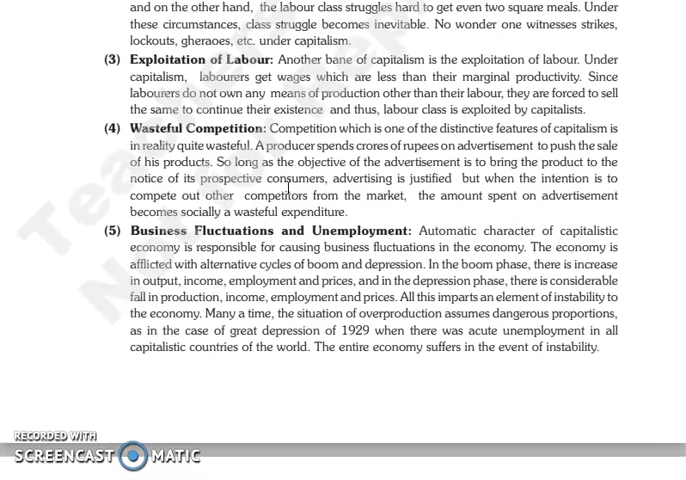 and on the other hand, the labour class struggles hard to get even two square meals. Under
these circumstances, class struggle becomes inevitable. No wonder one witnesses strikes,
lockouts, gheraoes, etc. under capitalism.
(3) Exploitation of Labour: Another bane of capitalism is the exploitation of labour. Under
capitalism, labourers get wages which are less than their marginal productivity. Since
labourers do not own any means of production other than their labour, they are forced to sell
the same to continue their existence and thus, labour class is exploited by capitalists.
(4) Wasteful Competition: Competition which is one of the distinctive features of capitalism is
in reality quite wasteful. A producer spends crores of rupees on advertisement to push the sale
of his products. So long as the objective of the advertisement is to bring the product to the
notice of its prospective consumers, advertising is justified but when the intention is to
compete out other competitors from the market, the amount spent on advertisement
becomes socially a wasteful expenditure.
(5) Business Fluctuations and Unemployment: Automatic character of capitalistic
economy is responsible for causing business fluctuations in the economy. The economy is
afflicted with alternative cycles of boom and depression. In the boom phase, there is increase
in output, income, employment and prices, and in the depression phase, there is considerable
fall in production, income, employment and prices. All this imparts an element of instability to
the economy. Many a time, the situation of overproduction assumes dangerous proportions,
as in the case of great depression of 1929 when there was acute unemployment in all
capitalistic countries of the world. The entire economy suffers in the event of instability.
RECORDED WITH
SCREENCAST MATIC